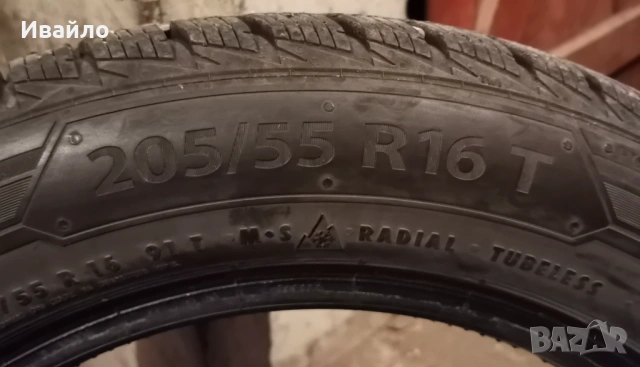 Ивайло
205/55 R16 T
/55 R 16 91 T M•S RADIAL TUBELESS
BAZAR